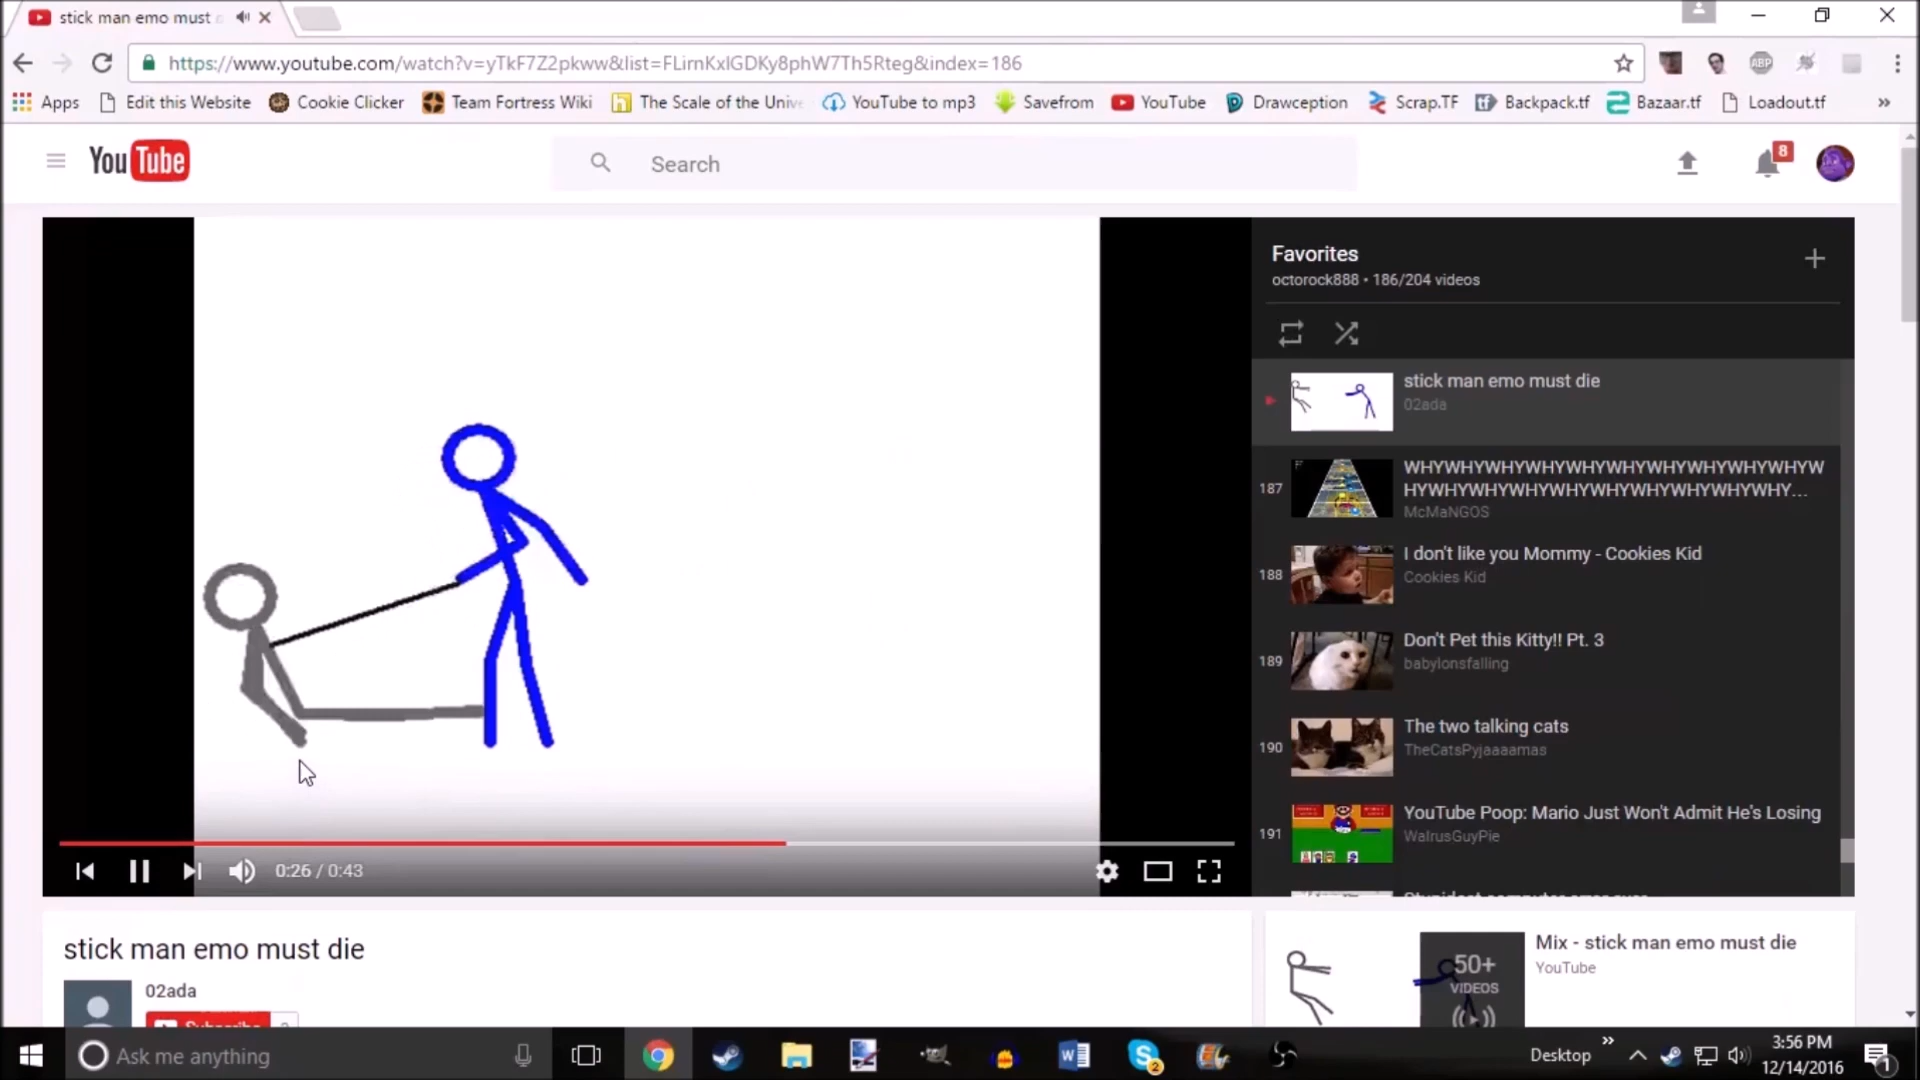 stick man emo must
https://www.youtube.com/watch?v=yTkF7Z2pkww&list=FLirnKxlGDKy8phW7Th5Rteg&index=186
Apps Edit this Website Cookie Clicker Team Fortress Wiki The Scale of the Unive YouTube to mp3 Savefrom YouTube Drawception Scrap.TF Backpack.tf Bazaar.tf Loadout.tf »
ABP
YouTube
Search
8
Favorites
octorock888 • 186/204 videos
stick man emo must die
02ada
187
WHYWHYWHYWHYWHYWHYWHYWHYWHYWHYW
HYWHYWHYWHYWHYWHYWHYWHYWHYWHY...
McMaNGOS
188
I don't like you Mommy - Cookies Kid
Cookies Kid
189
Don't Pet this Kitty!! Pt. 3
babylonsfalling
190
The two talking cats
TheCatsPyjaaaamas
191
YouTube Poop: Mario Just Won't Admit He's Losing
WalrusGuyPie
0:26 / 0:43
stick man emo must die
02ada
Subscribe
50+
VIDEOS
Mix - stick man emo must die
YouTube
Ask me anything
2
Desktop
»
3:56 PM
12/14/2016
1